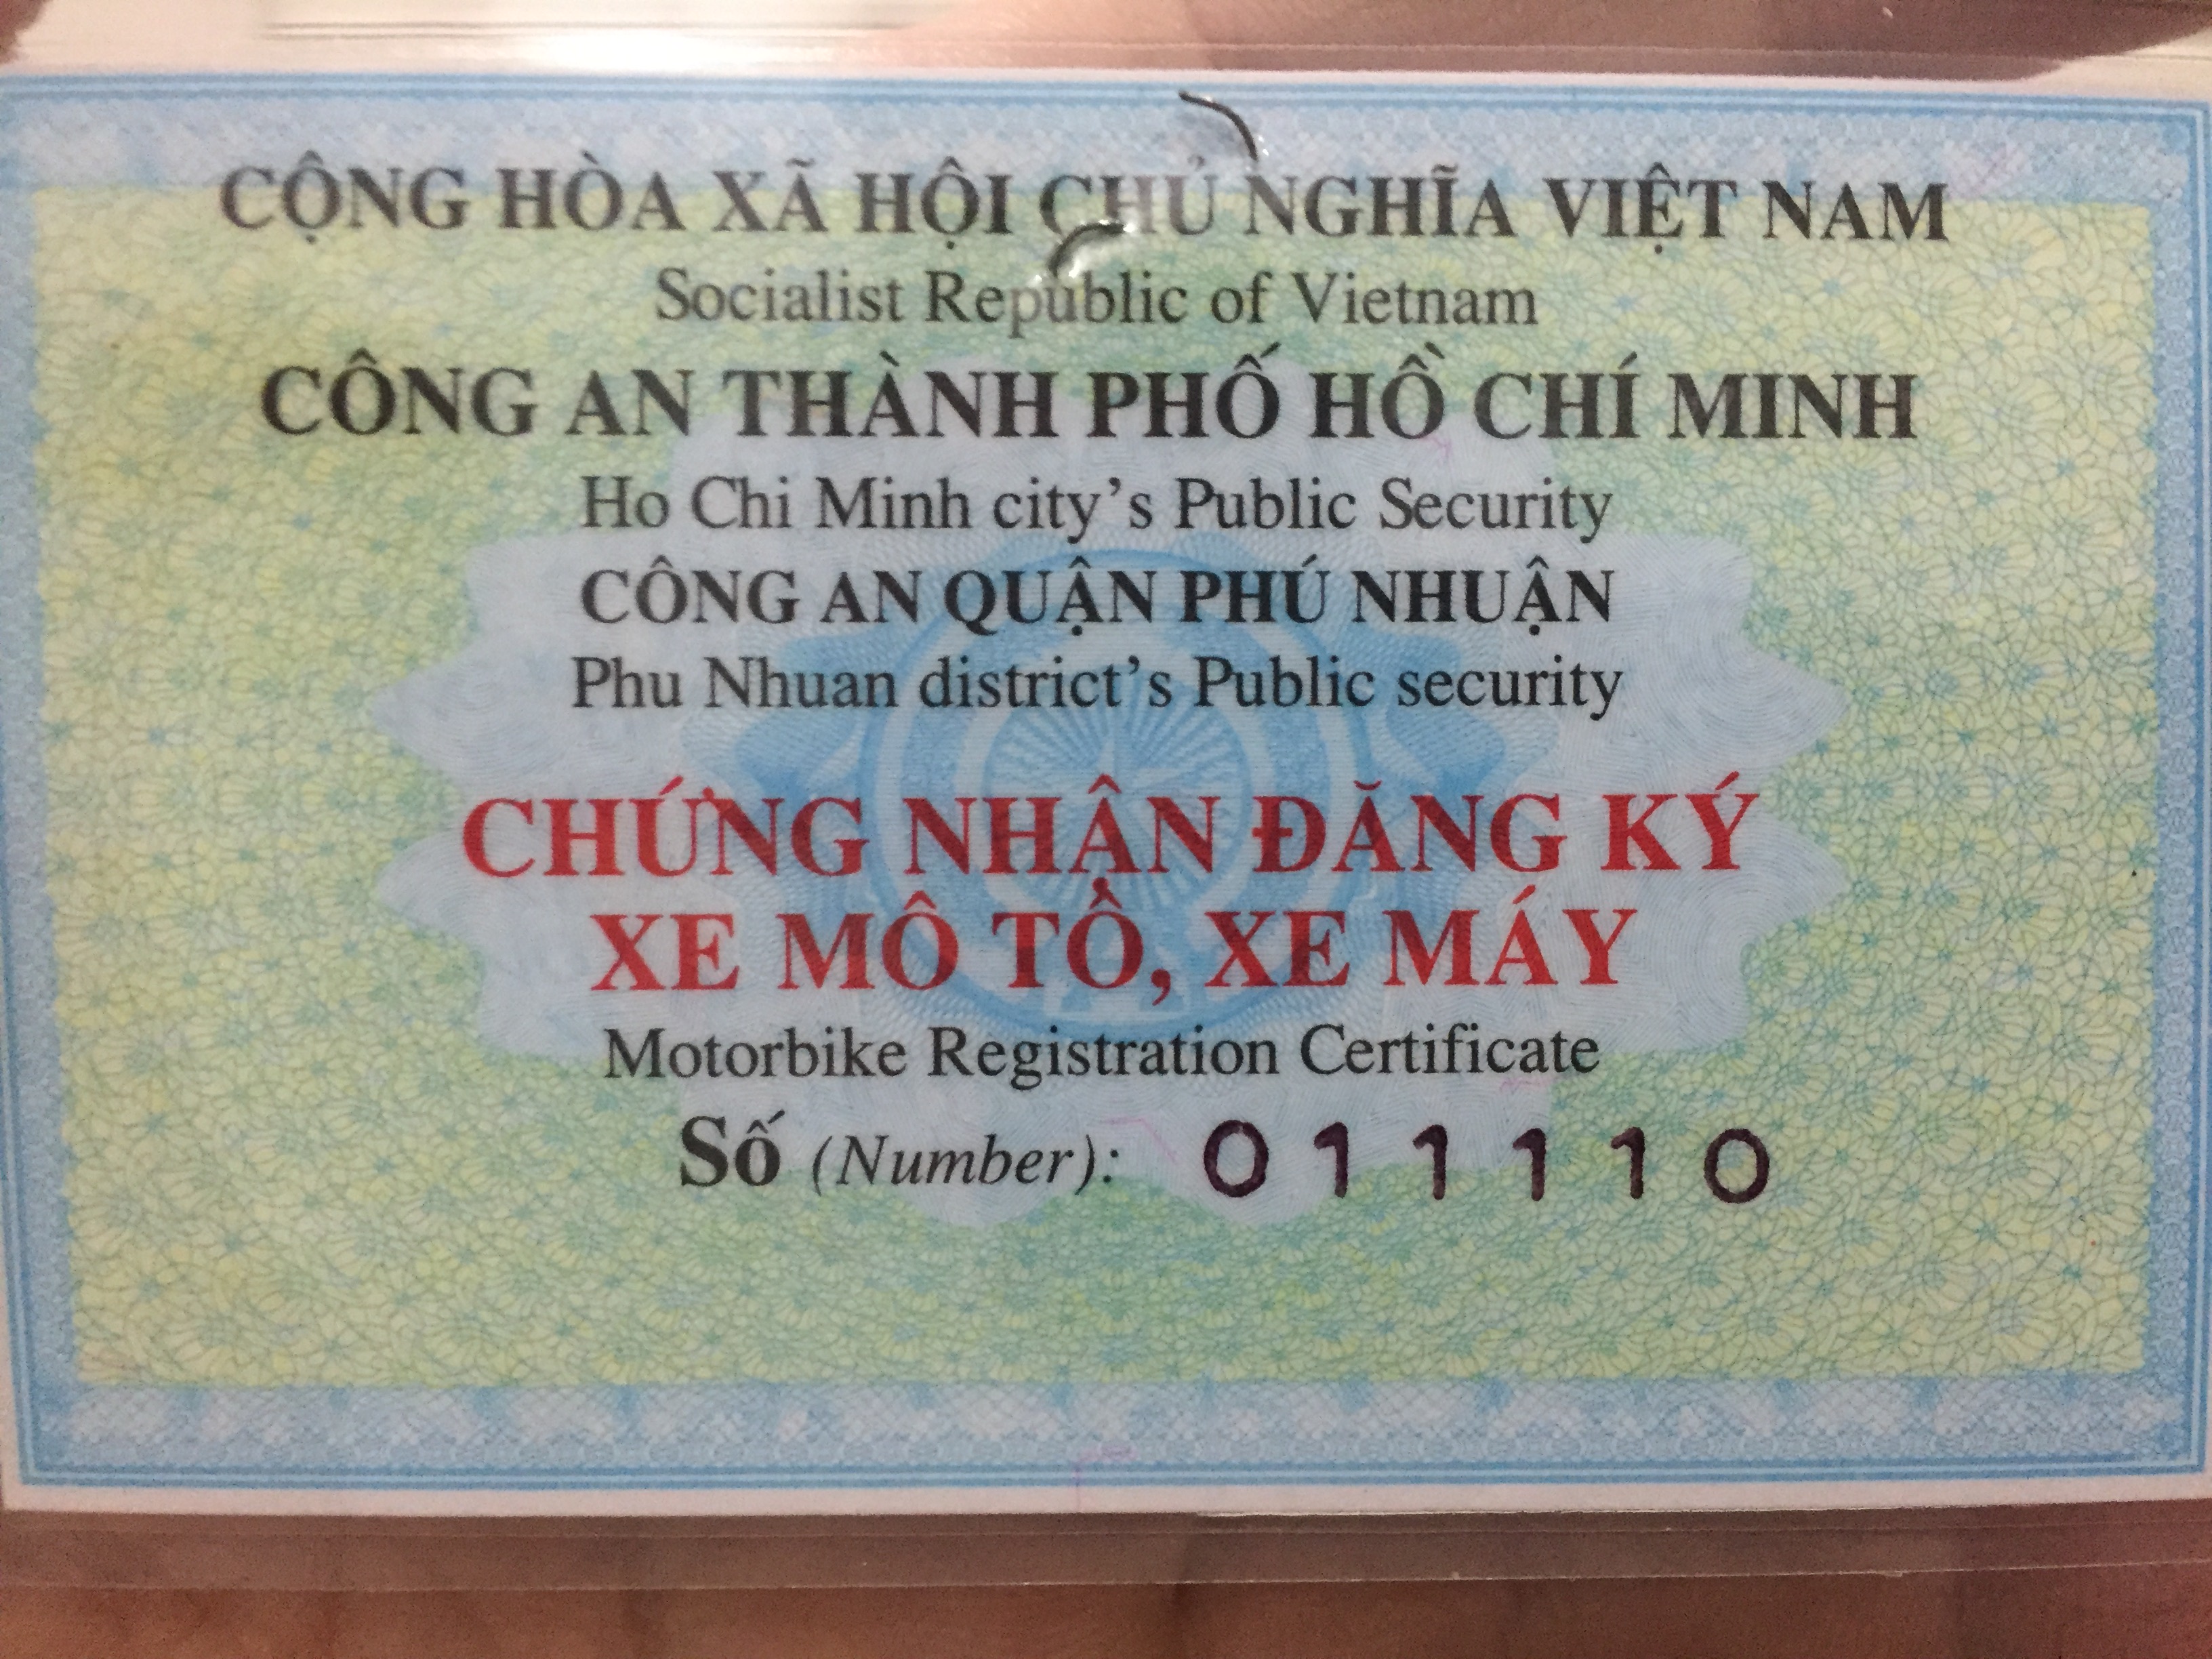 CỘNG HÒA XÃ HỘI CHỦ NGHĨA VIỆT NAM
Socialist Republic of Vietnam
CÔNG AN THÀNH PHỐ HỒ CHÍ MINH
Ho Chi Minh city's Public Security
CÔNG AN QUẬN PHÚ NHUẬN
Phu Nhuan district's Public security
CHỨNG NHẬN ĐĂNG KÝ
XE MÔ TÔ, XE MÁY
Motorbike Registration Certificate
Số (Number): 011110